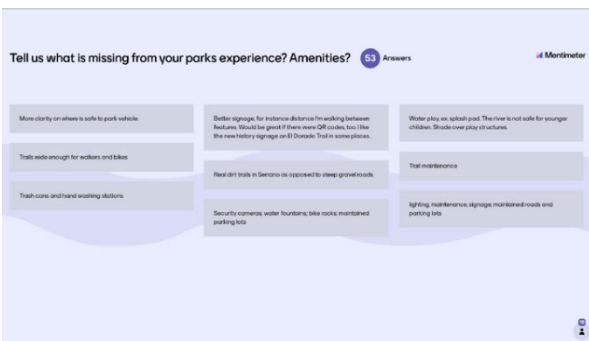 Tell us what is missing from your parks experience? Amenities?
53
Answers
Mentimeter
More clarity on where is safe to park vehicle.
Trails wide enough for walkers and bikes
Trash cans and hand washing stations
Better signage, for instance distance I'm walking between
features. Would be great if there were QR codes, too. I like
the new history signage on El Dorado Trail in some places.
Real dirt trails in Serrano as opposed to steep gravel roads.
Security cameras; water fountains; bike racks; maintained
parking lots
Water play, ex: splash pad. The river is not safe for younger
children. Shade over play structures.
Trail maintenance
lighting, maintenance, signage, maintained roads and
parking lots